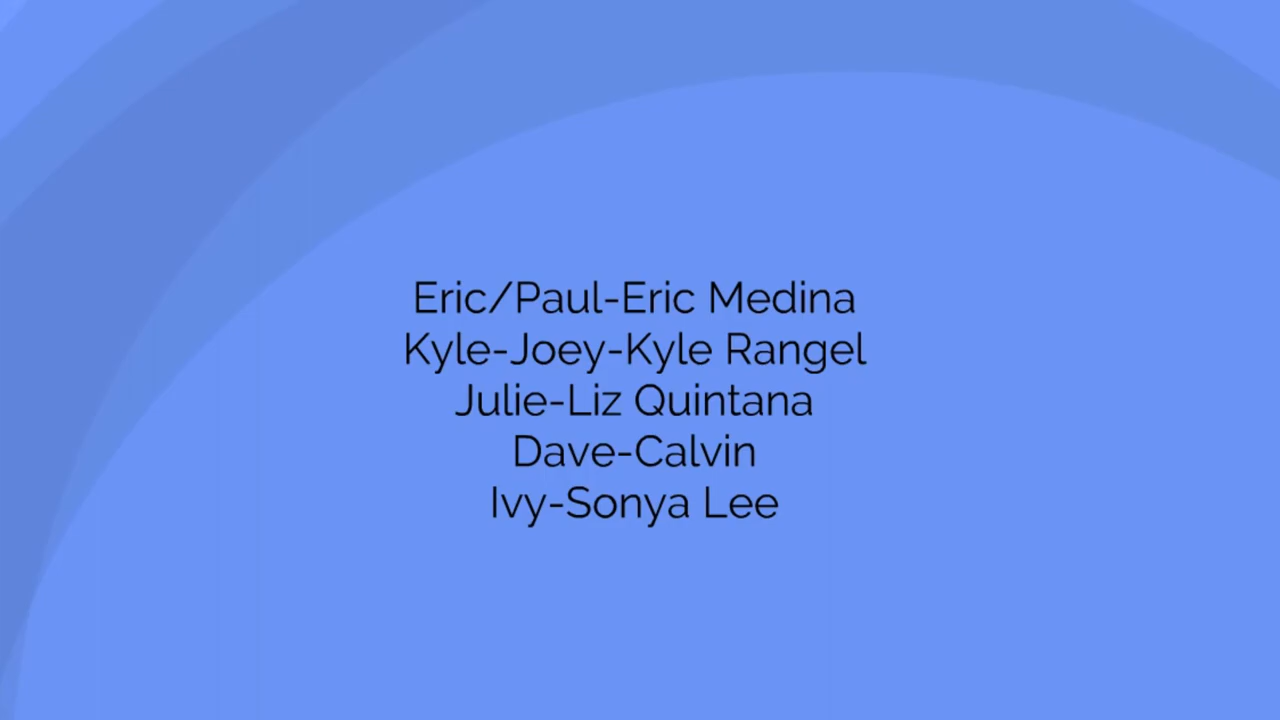 Eric/Paul-Eric Medina
Kyle-Joey-Kyle Rangel
Julie-Liz Quintana
Dave-Calvin
Ivy-Sonya Lee